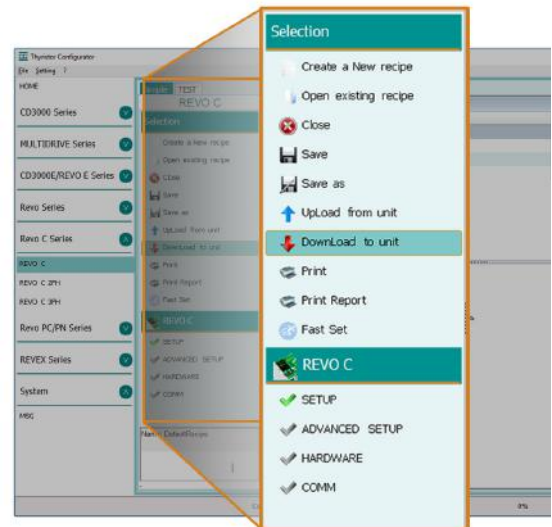 Thyristor Configurator
File Setting ?
HOME
CD3000 Series
MULTIDRIVE Series
CD3000E/REVO E Series
Revo Series
Revo C Series
REVO C
REVO C 2PH
REVO C 3PH
Revo PC/PN Series
REVEX Series
System
MSG
Simple TEST
REVO C
Selection
Create a New recipe
Open existing recipe
Close
Save
Save as
UpLoad from unit
DownLoad to unit
Print
Print Report
Fast Set
REVO C
SETUP
ADVANCED SETUP
HARDWARE
COMM
Selection
Create a New recipe
Open existing recipe
Close
Save
Save as
UpLoad from unit
DownLoad to unit
Print
Print Report
Fast Set
REVO C
SETUP
ADVANCED SETUP
HARDWARE
COMM
0%